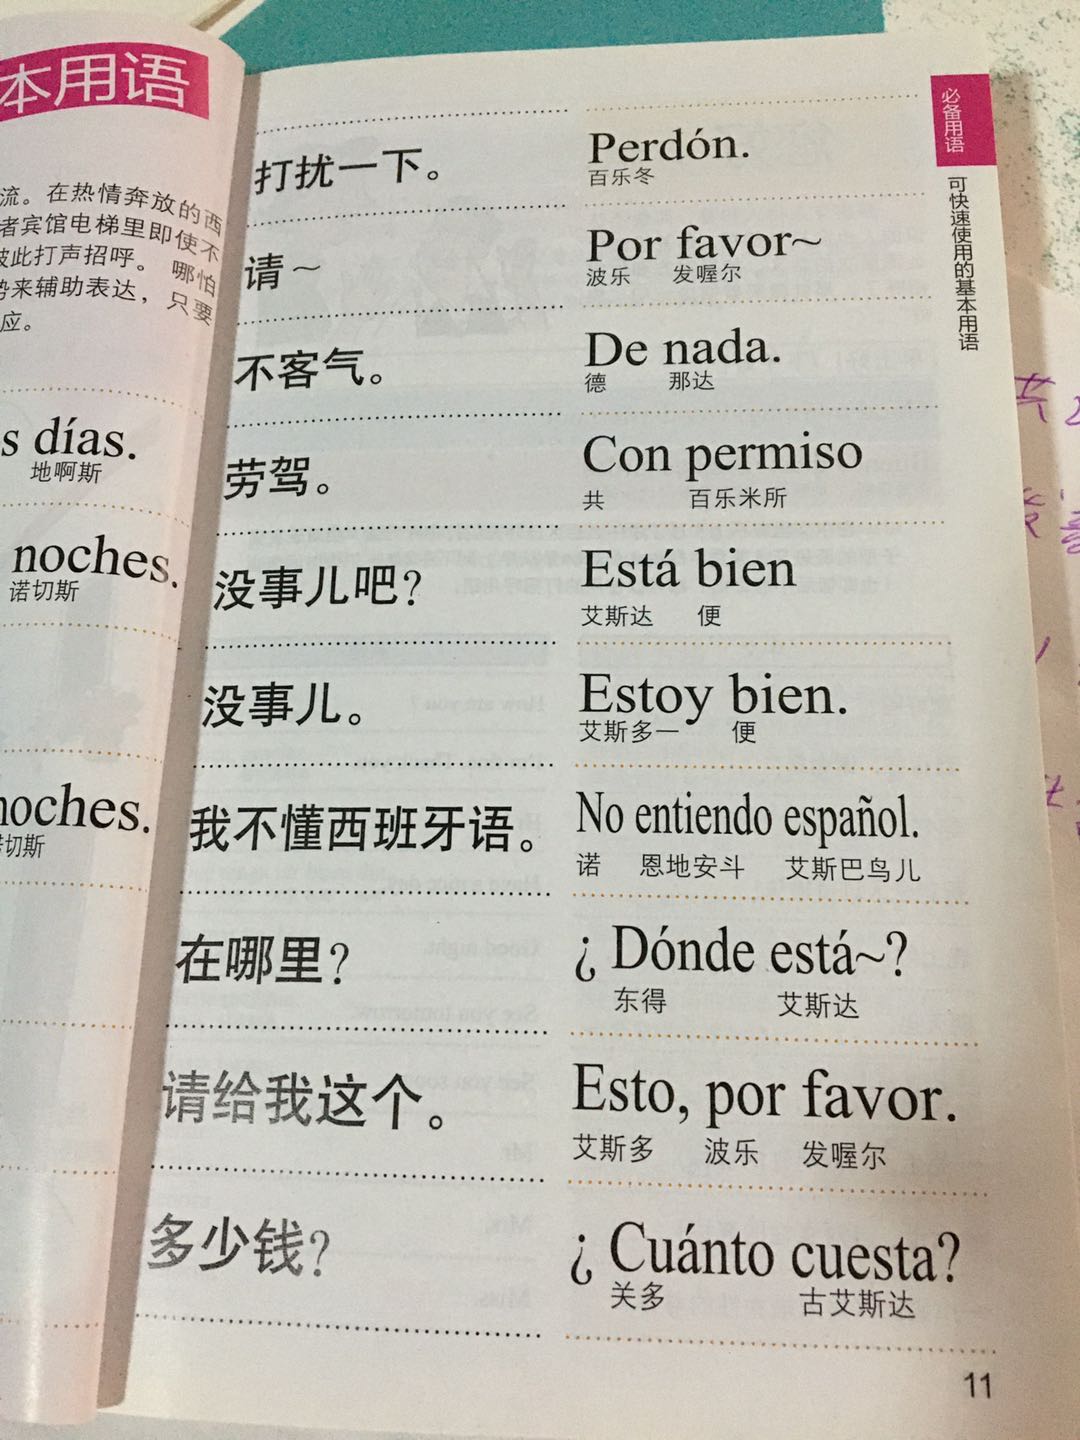 本用语
流。在热情奔放的西
者宾馆电梯里即使不
彼此打声招呼。哪怕
势来辅助表达，只要
应。
s días.
地啊斯
noches.
诺切斯
noches.
切斯
必备用语
可快速使用的基本用语
打扰一下。
Perdón.
百乐冬
请～
Por favor~
波乐 发喔尔
不客气。
De nada.
德 那达
劳驾。
Con permiso
共 百乐米所
没事儿吧？
Está bien
艾斯达 便
没事儿。
Estoy bien.
艾斯多一 便
我不懂西班牙语。
No entiendo español.
诺 恩地安斗 艾斯巴鸟儿
在哪里？
¿ Dónde está~?
东得 艾斯达
请给我这个。
Esto, por favor.
艾斯多 波乐 发喔尔
多少钱？
¿ Cuánto cuesta?
关多 古艾斯达
11